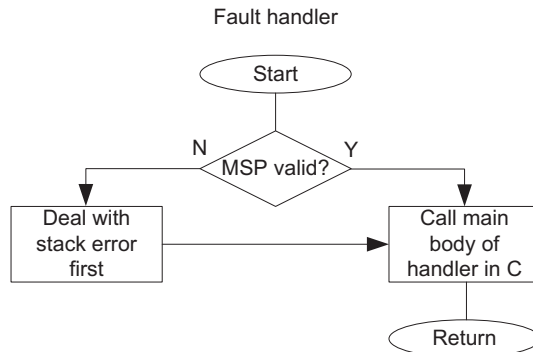 Fault handler
Start
N
Y
MSP valid?
Deal with
stack error
first
Call main
body of
handler in C
Return